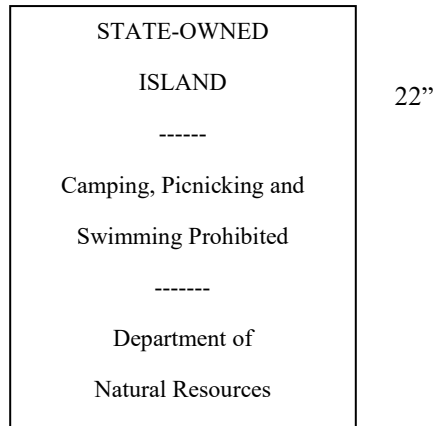 STATE-OWNED
ISLAND
------
Camping, Picnicking and
22”
Swimming Prohibited
-------
Department of
Natural Resources